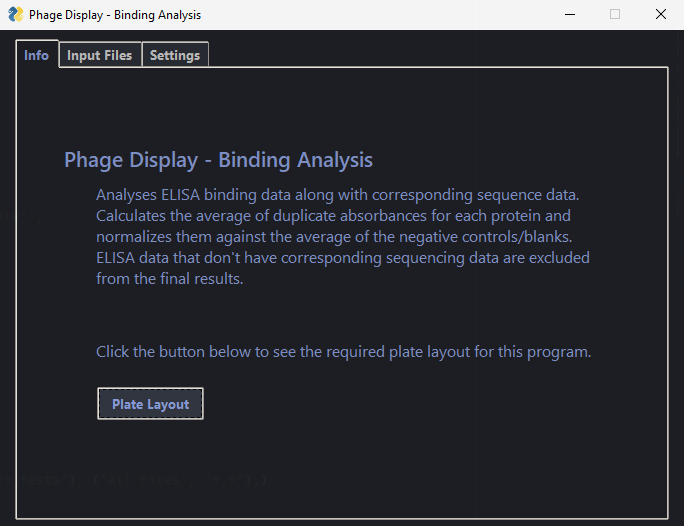 Phage Display - Binding Analysis
Info Input Files Settings
Phage Display - Binding Analysis
Analyses ELISA binding data along with corresponding sequence data.
Calculates the average of duplicate absorbances for each protein and
normalizes them against the average of the negative controls/blanks.
ELISA data that don't have corresponding sequencing data are excluded
from the final results.
Click the button below to see the required plate layout for this program.
Plate Layout